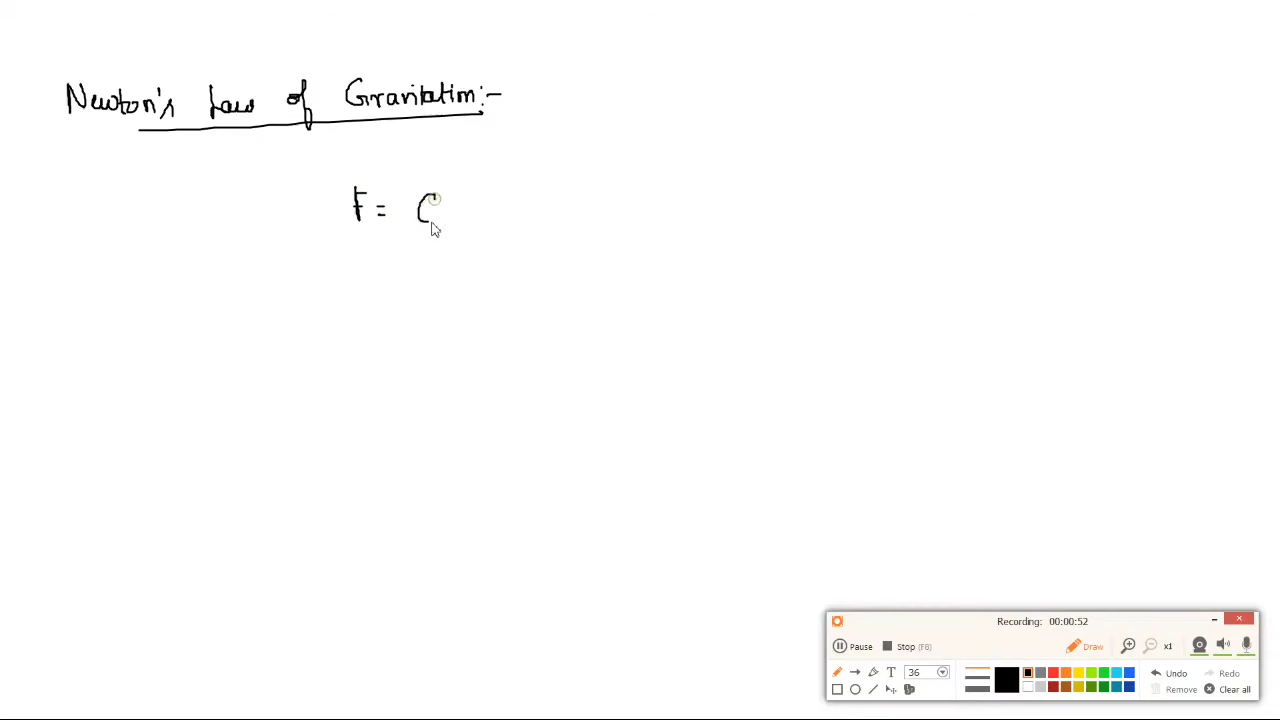 Newton's Law of Gravitation:-
F = 
Recording: 00:00:52
Pause Stop (F8) Draw x1
T 36 Undo Redo
Remove Clear all